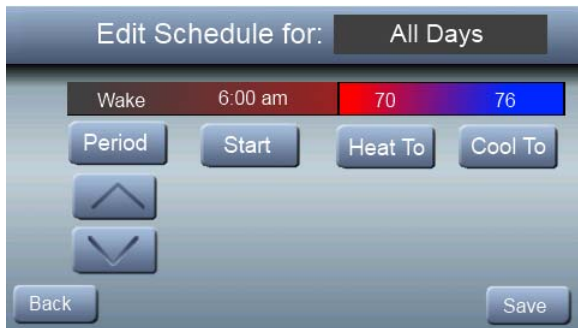 Edit Schedule for: All Days
Wake 6:00 am 70 76
Period Start Heat To Cool To
Back Save